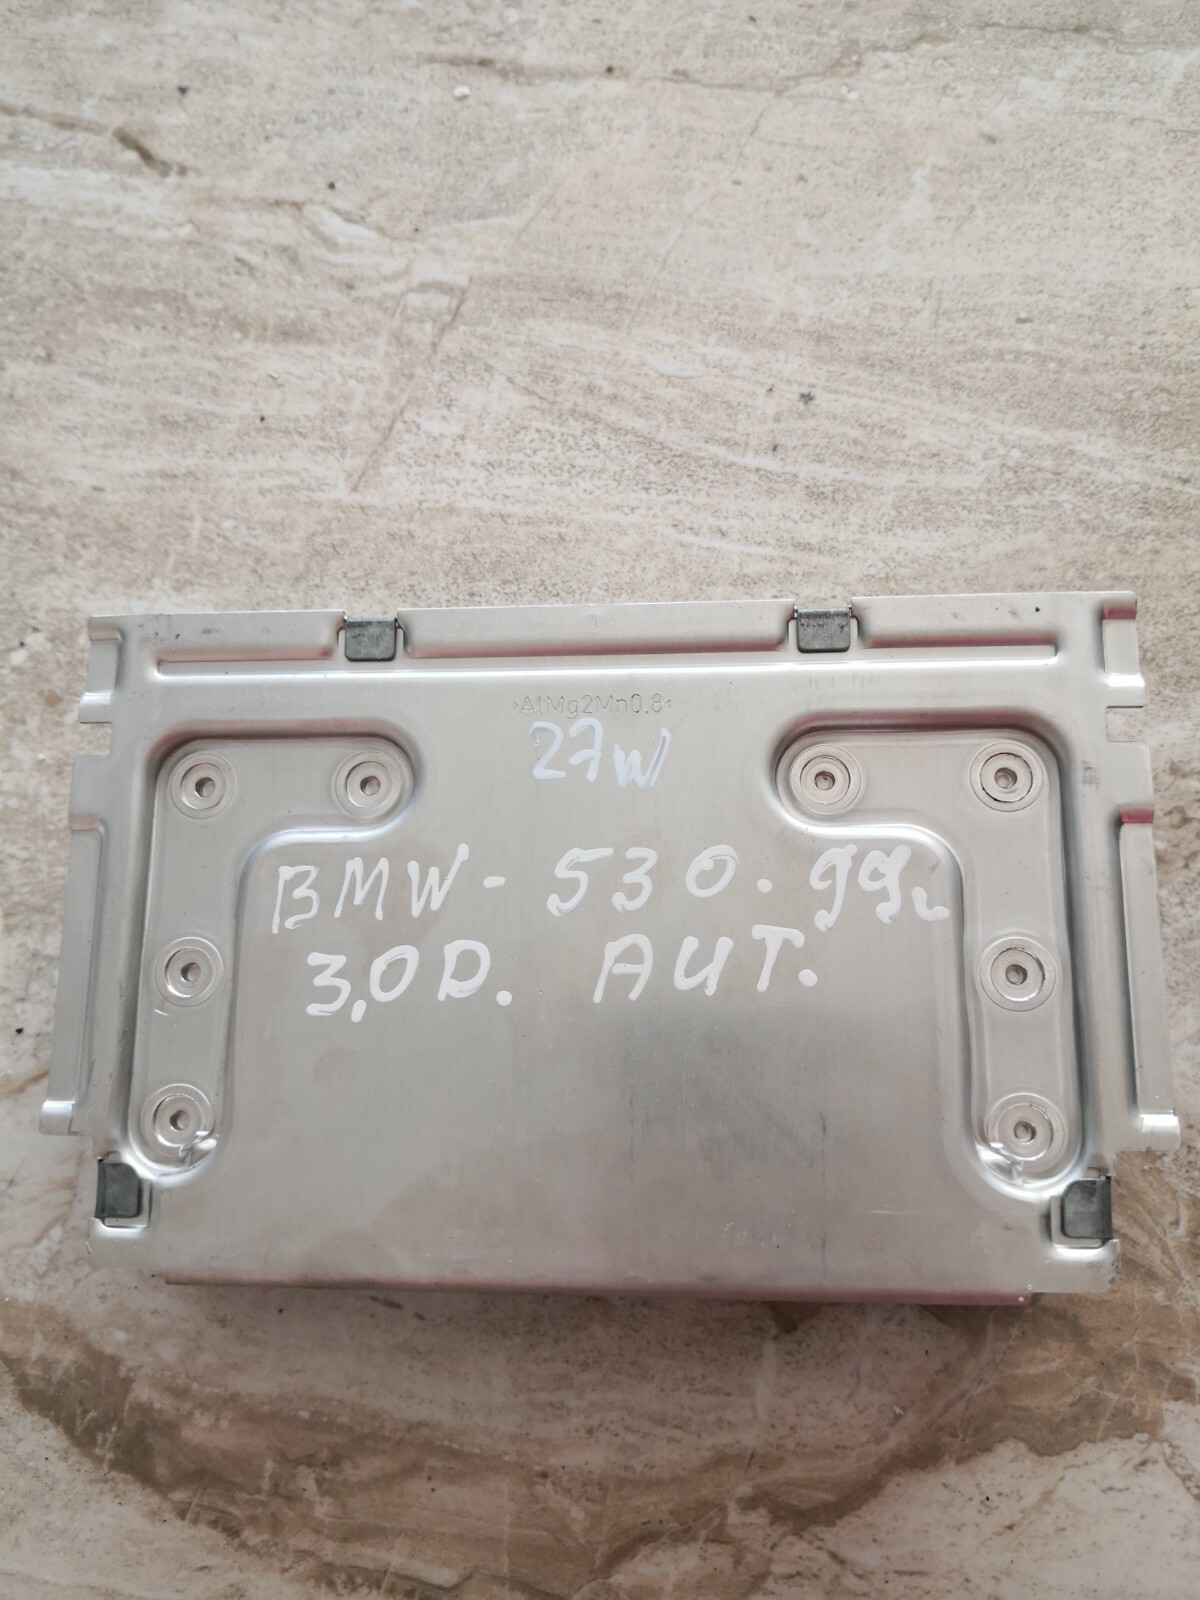 >AlMg2Mn0,8<
27W
BMW - 530. 99г
3,0D. AUT.